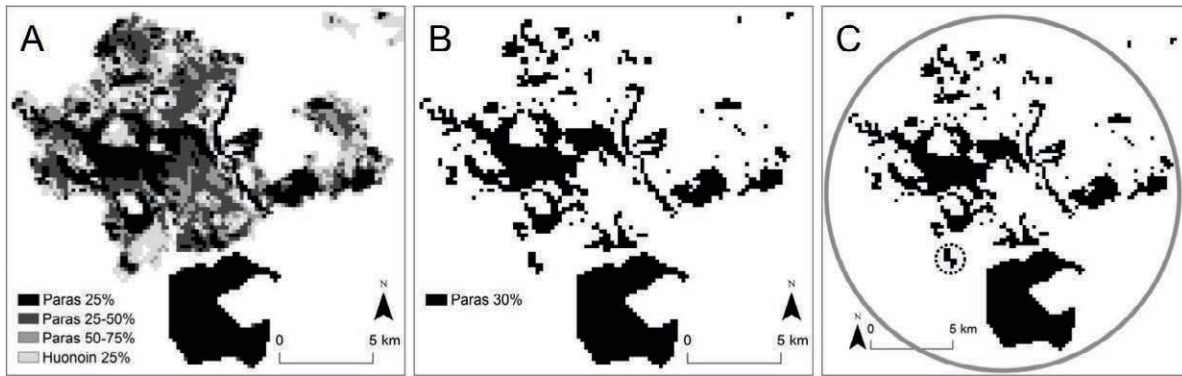 A
Paras 25%
Paras 25-50%
Paras 50-75%
Huonoin 25%
N
0 5 km
B
Paras 30%
N
0 5 km
C
N
0 5 km